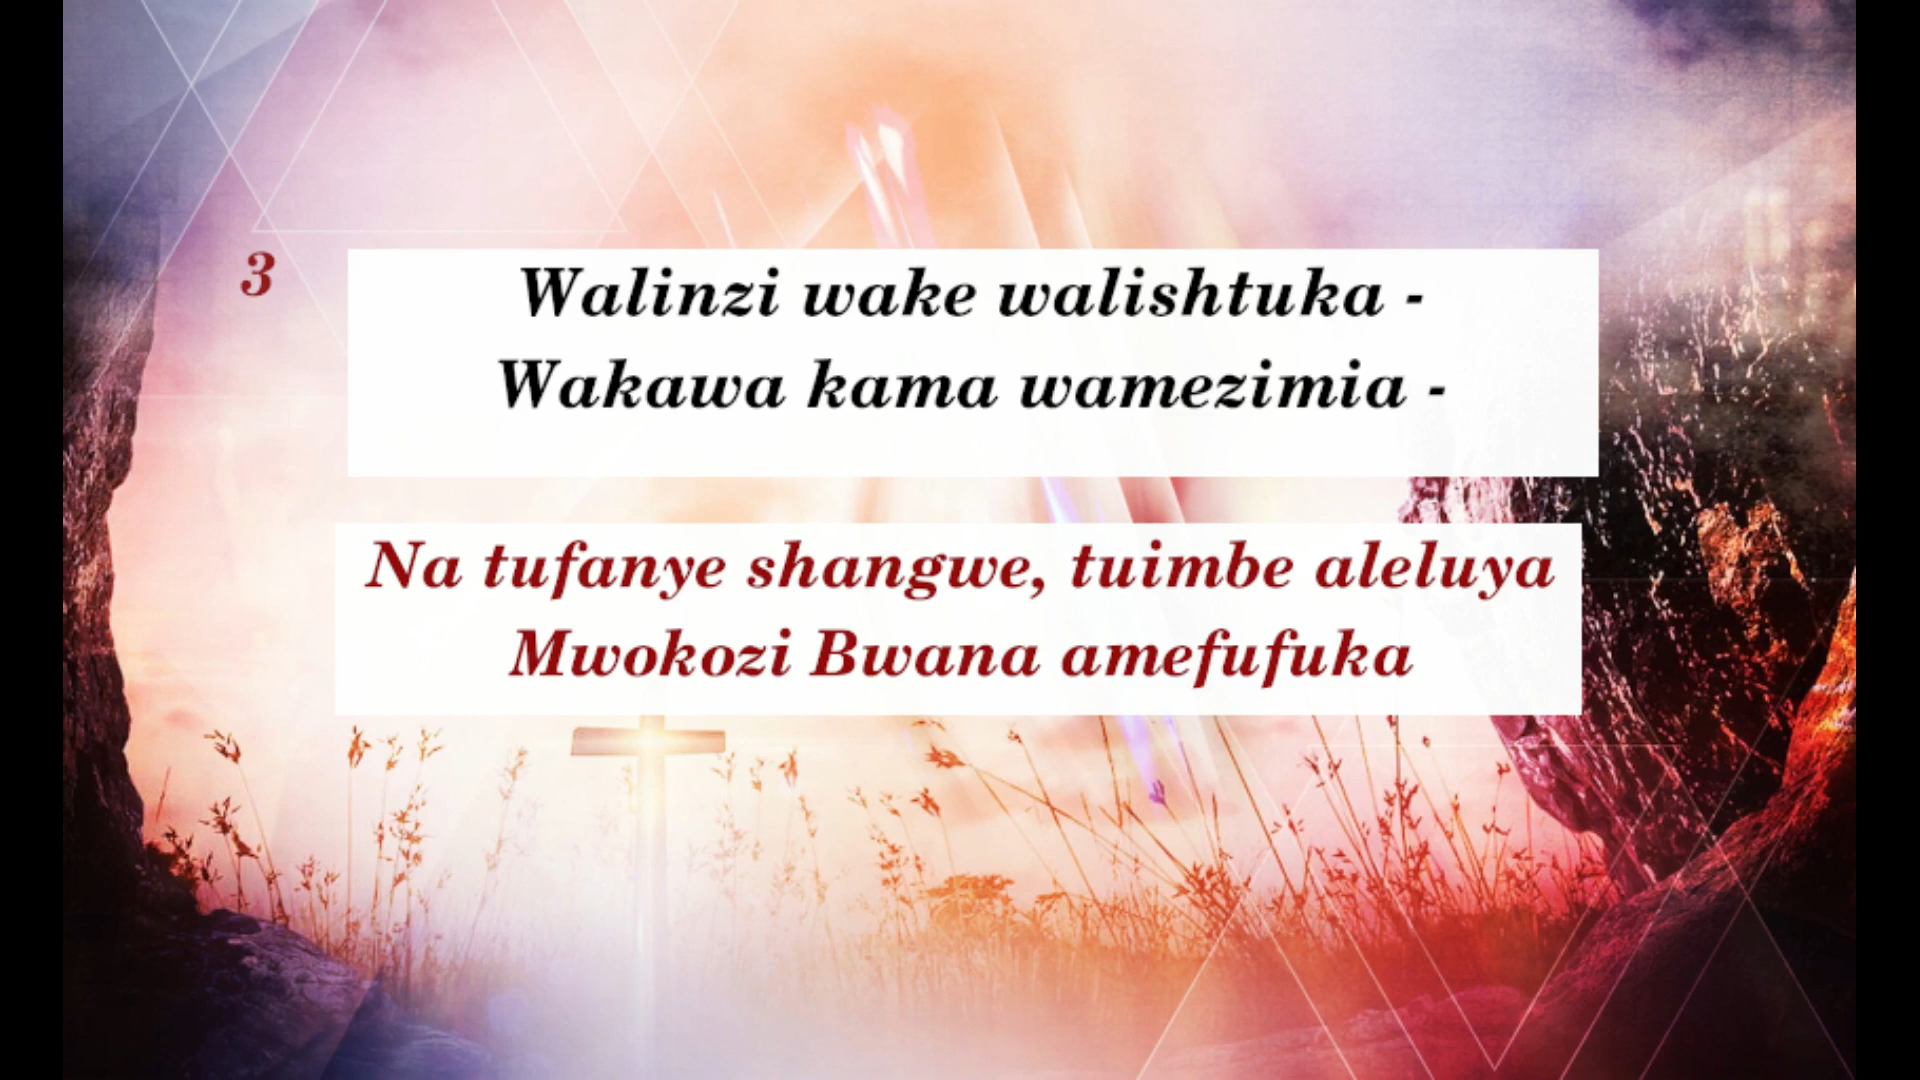 3
Walinzi wake walishtuka -
Wakawa kama wamezimia -
Na tufanye shangwe, tuimbe aleluya
Mwokozi Bwana amefufuka